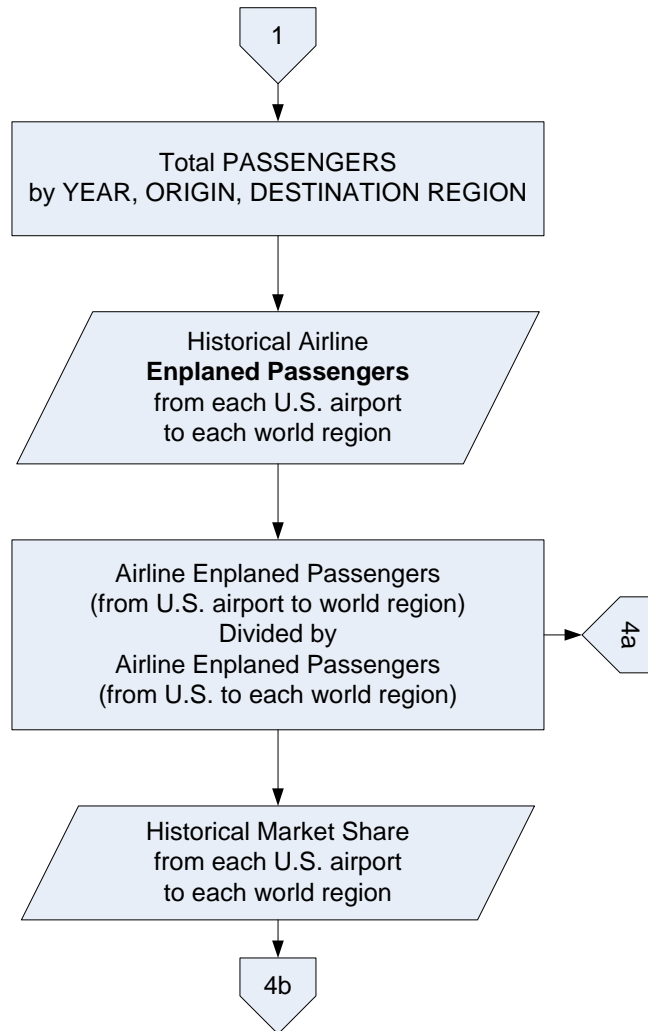 1
Total PASSENGERS
by YEAR, ORIGIN, DESTINATION REGION
Historical Airline
Enplaned Passengers
from each U.S. airport
to each world region
Airline Enplaned Passengers
(from U.S. airport to world region)
Divided by
Airline Enplaned Passengers
(from U.S. to each world region)
4a
Historical Market Share
from each U.S. airport
to each world region
4b